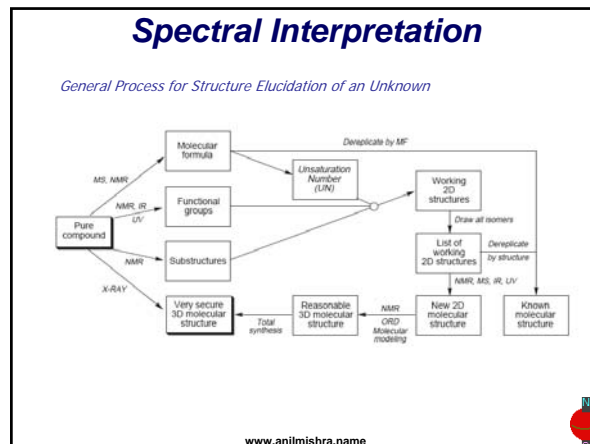 Spectral Interpretation
General Process for Structure Elucidation of an Unknown
Molecular
formula
Dereplicate by MF
Unsaturation
Number
(UN)
Working
2D
structures
MS, NMR
NMR, IR
UV
Functional
groups
Pure
compound
Draw all isomers
NMR
Substructures
List of
working
2D structures
Dereplicate
by structure
X-RAY
NMR, MS, IR, UV
Very secure
3D molecular
structure
Total
synthesis
Reasonable
3D molecular
structure
NMR
ORD
Molecular
modeling
New 2D
molecular
structure
Known
molecular
structure
www.anilmishra.name